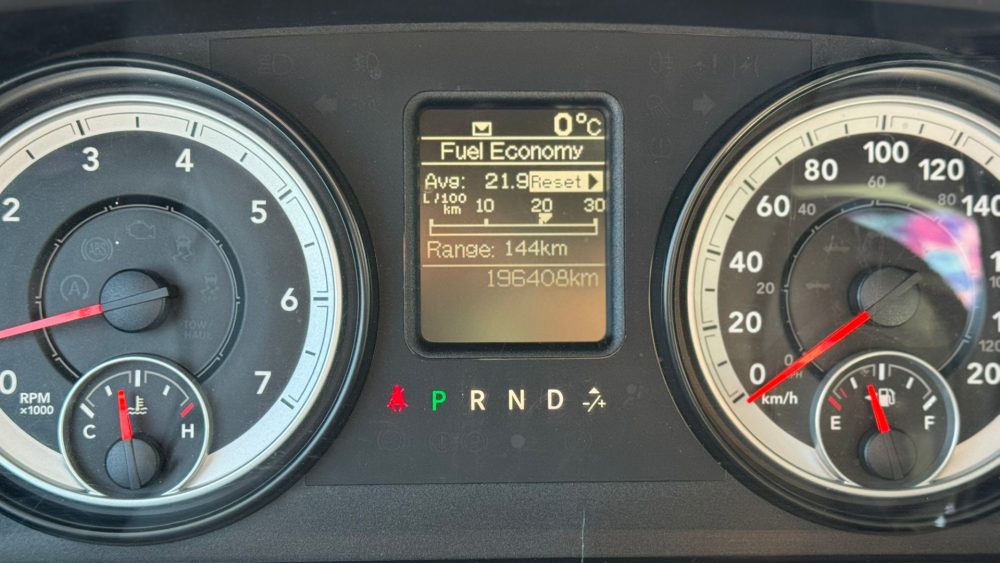 2
3
4
5
6
7
0
RPM
x1000
C
H
0°C
Fuel Economy
Avg: 21.9 Reset
L/100
km
10 20 30
Range: 144km
196408km
P R N D -/+
0
20
40
60
80
100
120
140
20
40
60
80
0
km/h
E
F